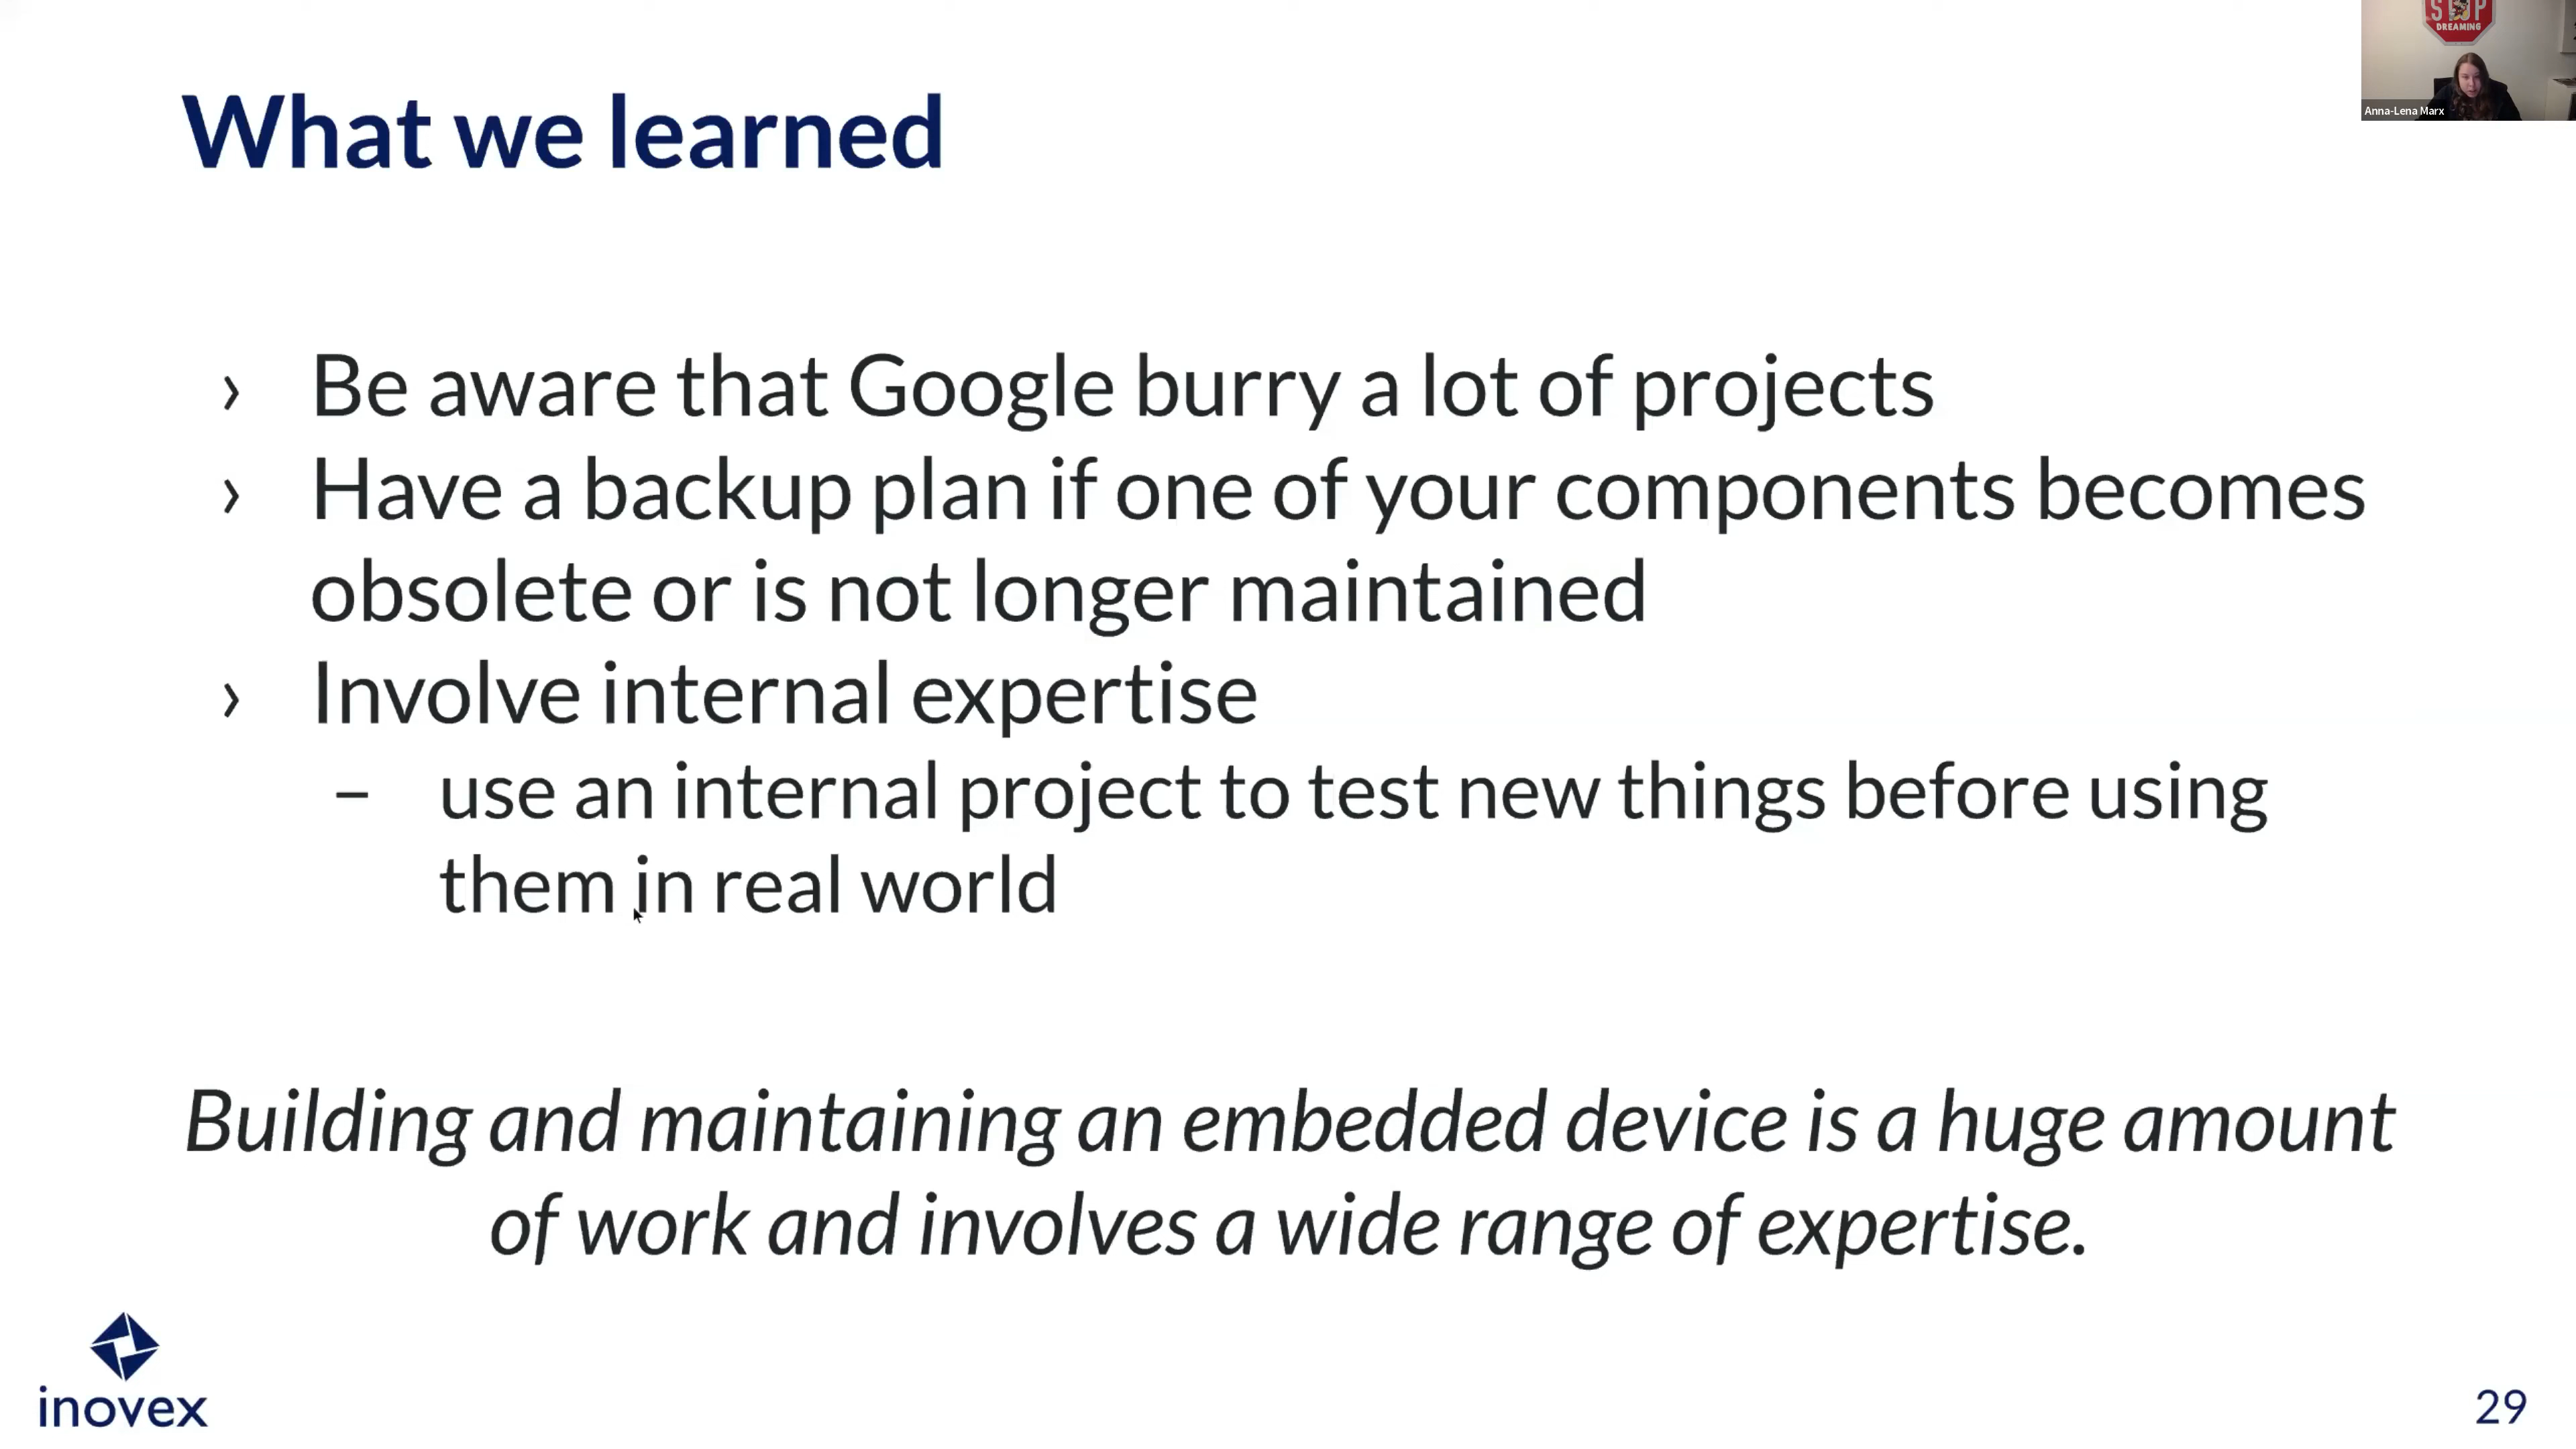 STOP
DREAMING
Anna-Lena Marx
What we learned
› Be aware that Google burry a lot of projects
› Have a backup plan if one of your components becomes
obsolete or is not longer maintained
› Involve internal expertise
– use an internal project to test new things before using
them in real world
Building and maintaining an embedded device is a huge amount
of work and involves a wide range of expertise.
inovex
29